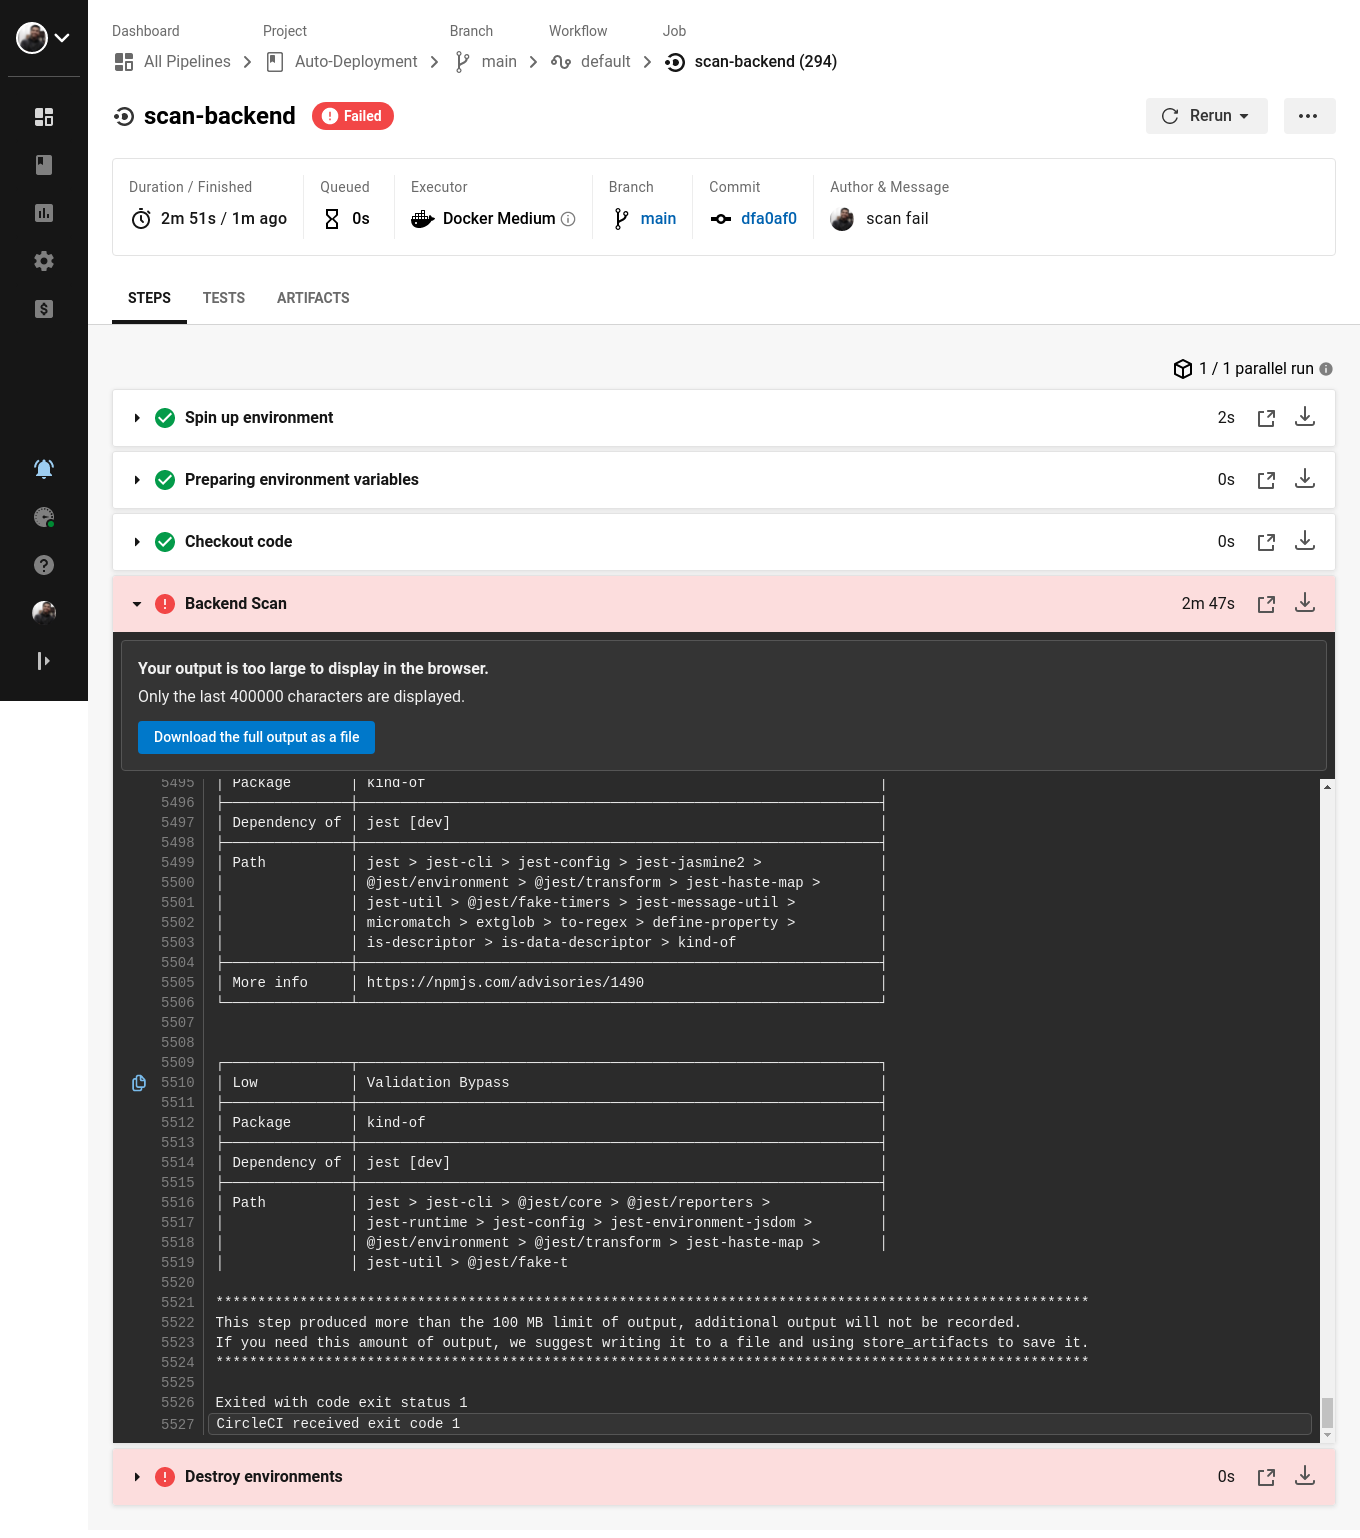 Dashboard Project Branch Workflow Job
All Pipelines Auto-Deployment main default scan-backend (294)
scan-backend Failed Rerun
Duration / Finished Queued Executor Branch Commit Author & Message
2m 51s / 1m ago 0s Docker Medium main dfa0af0 scan fail
STEPS TESTS ARTIFACTS
1 / 1 parallel run
Spin up environment 2s
Preparing environment variables 0s
Checkout code 0s
Backend Scan 2m 47s
Your output is too large to display in the browser.
Only the last 400000 characters are displayed.
Download the full output as a file
5495 │ Package │ kind-of │
5496 ├───────────────┼──────────────────────────────────────────────────────────────┤
5497 │ Dependency of │ jest [dev] │
5498 ├───────────────┼──────────────────────────────────────────────────────────────┤
5499 │ Path │ jest > jest-cli > jest-config > jest-jasmine2 > │
5500 │ │ @jest/environment > @jest/transform > jest-haste-map > │
5501 │ │ jest-util > @jest/fake-timers > jest-message-util > │
5502 │ │ micromatch > extglob > to-regex > define-property > │
5503 │ │ is-descriptor > is-data-descriptor > kind-of │
5504 ├───────────────┼──────────────────────────────────────────────────────────────┤
5505 │ More info │ https://npmjs.com/advisories/1490 │
5506 └───────────────┴──────────────────────────────────────────────────────────────┘
5507
5508
5509 ┌───────────────┬──────────────────────────────────────────────────────────────┐
5510 │ Low │ Validation Bypass │
5511 ├───────────────┼──────────────────────────────────────────────────────────────┤
5512 │ Package │ kind-of │
5513 ├───────────────┼──────────────────────────────────────────────────────────────┤
5514 │ Dependency of │ jest [dev] │
5515 ├───────────────┼──────────────────────────────────────────────────────────────┤
5516 │ Path │ jest > jest-cli > @jest/core > @jest/reporters > │
5517 │ │ jest-runtime > jest-config > jest-environment-jsdom > │
5518 │ │ @jest/environment > @jest/transform > jest-haste-map > │
5519 │ │ jest-util > @jest/fake-t
5520
5521 ********************************************************************************************************
5522 This step produced more than the 100 MB limit of output, additional output will not be recorded.
5523 If you need this amount of output, we suggest writing it to a file and using store_artifacts to save it.
5524 ********************************************************************************************************
5525
5526 Exited with code exit status 1
5527 CircleCI received exit code 1
Destroy environments 0s